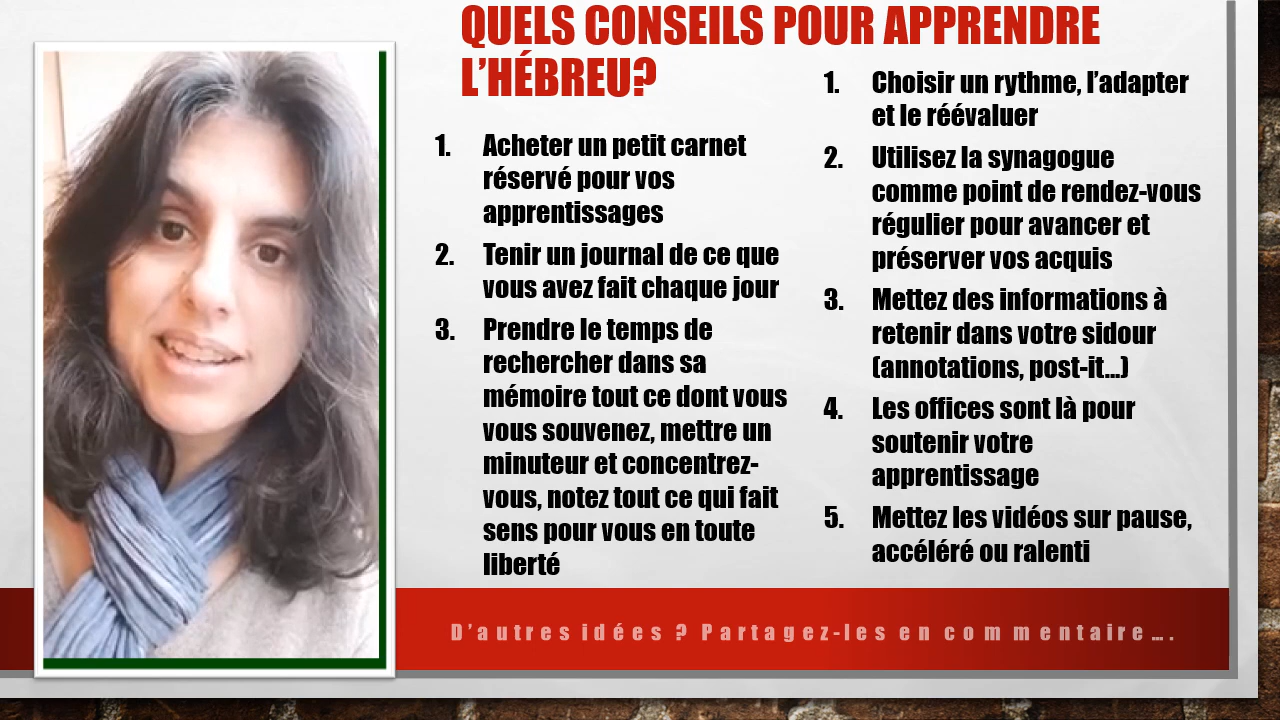 QUELS CONSEILS POUR APPRENDRE
L’HÉBREU?
1. Acheter un petit carnet
réservé pour vos
apprentissages
2. Tenir un journal de ce que
vous avez fait chaque jour
3. Prendre le temps de
rechercher dans sa
mémoire tout ce dont vous
vous souvenez, mettre un
minuteur et concentrez-
vous, notez tout ce qui fait
sens pour vous en toute
liberté
1. Choisir un rythme, l’adapter
et le réévaluer
2. Utilisez la synagogue
comme point de rendez-vous
régulier pour avancer et
préserver vos acquis
3. Mettez des informations à
retenir dans votre sidour
(annotations, post-it…)
4. Les offices sont là pour
soutenir votre
apprentissage
5. Mettez les vidéos sur pause,
accéléré ou ralenti
D’autres idées ? Partagez-les en commentaire….